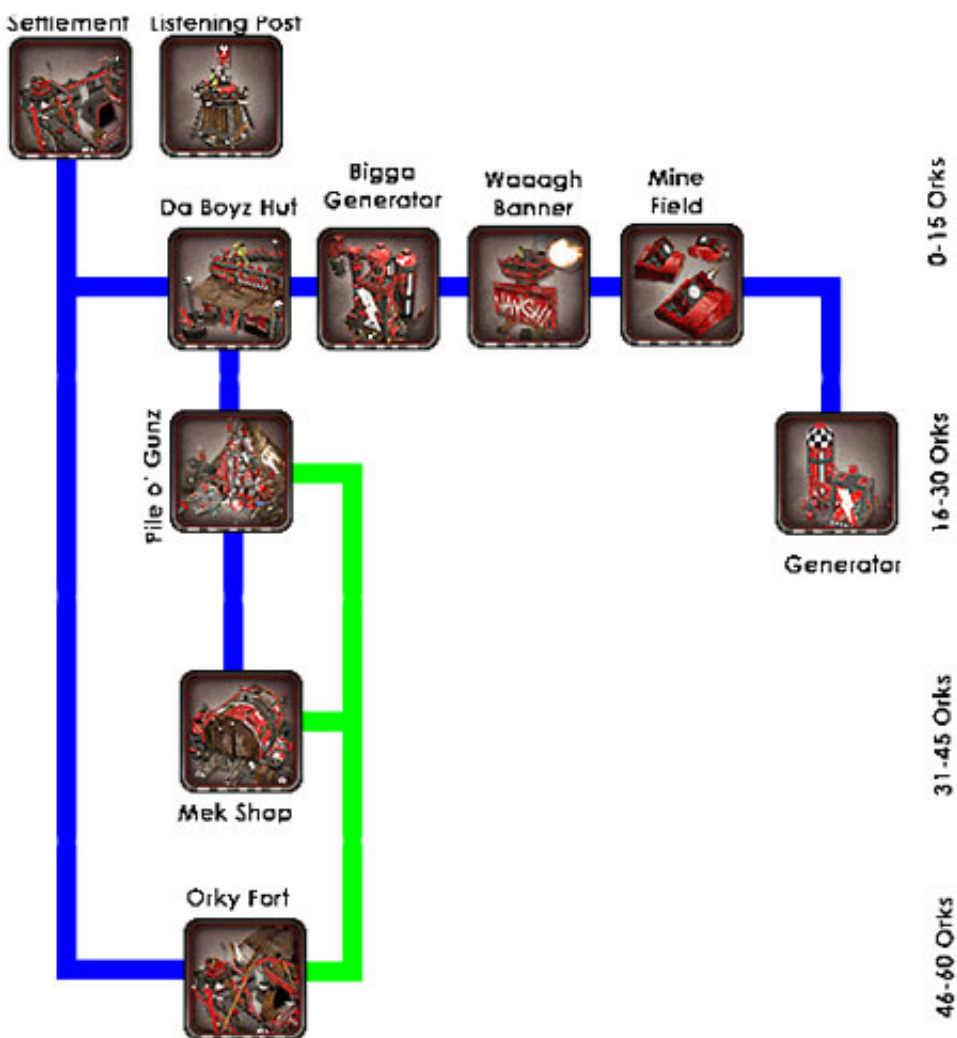 Settlement
Listening Post
Da Boyz Hut
Bigga
Generator
Waaagh
Banner
Mine
Field
0-15 Orks
Pile o' Gunz
Generator
16-30 Orks
Mek Shop
31-45 Orks
Orky Fort
46-60 Orks